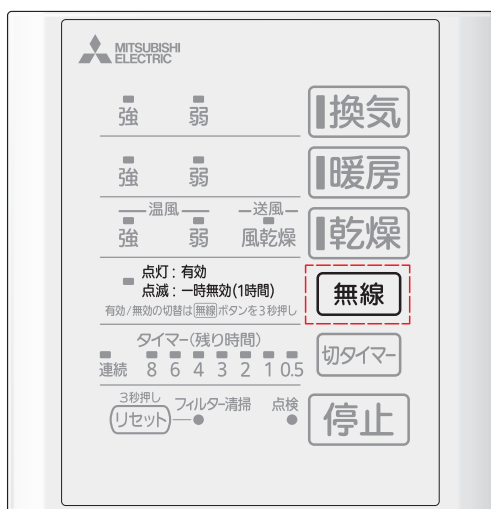 MITSUBISHI
ELECTRIC
強 弱 換気
強 弱 暖房
温風 送風
強 弱 風乾燥 乾燥
点灯：有効
点滅：一時無効(1時間)
無線
有効/無効の切替は無線ボタンを3秒押し
タイマー(残り時間)
連続 8 6 4 3 2 1 0.5 切タイマー
3秒押し
リセット フィルター清掃 点検 停止